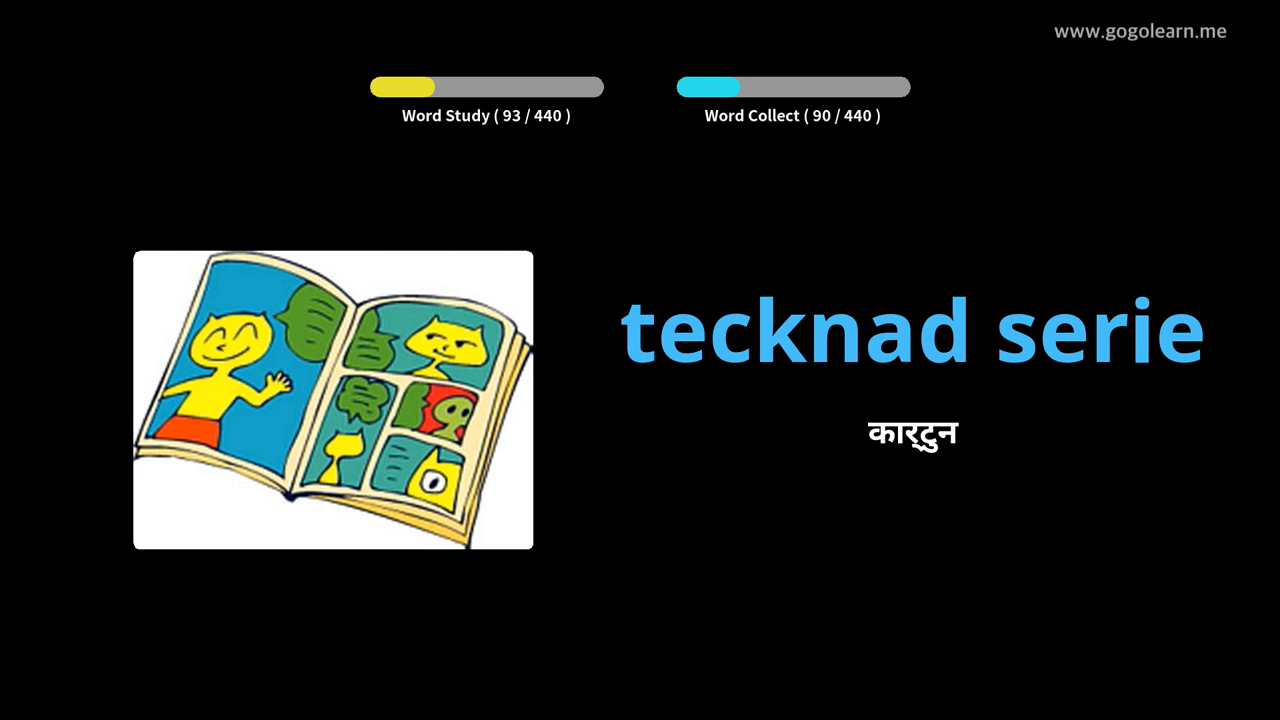 www.gogolearn.me
Word Study ( 93 / 440 )
Word Collect ( 90 / 440 )
tecknad serie
कार्टुन